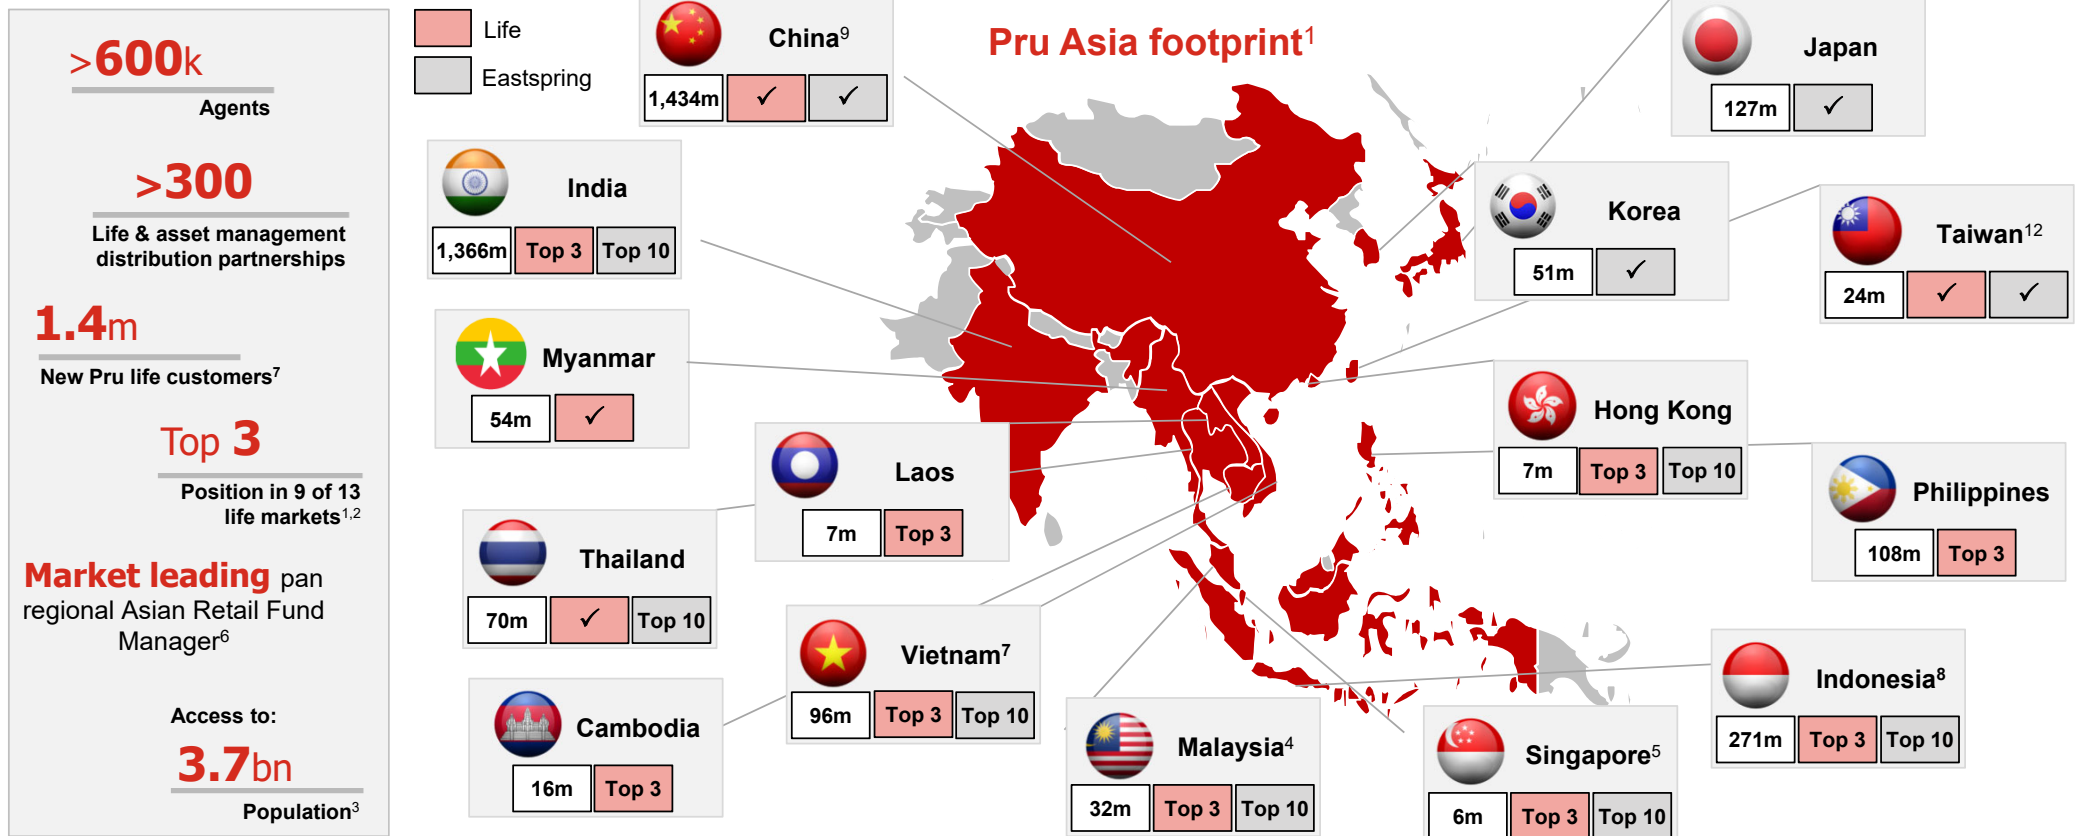 >600k
Agents
>300
Life & asset management
distribution partnerships
1.4m
New Pru life customers7
Top 3
Position in 9 of 13
life markets1,2
Market leading pan
regional Asian Retail Fund
Manager6
Access to:
3.7bn
Population3
Life
Eastspring
Pru Asia footprint1
China9
1,434m ✓ ✓
Japan
127m ✓
India
1,366m Top 3 Top 10
Korea
51m ✓
Taiwan12
24m ✓ ✓
Myanmar
54m ✓
Hong Kong
7m Top 3 Top 10
Laos
7m Top 3
Philippines
108m Top 3
Thailand
70m ✓ Top 10
Vietnam7
96m Top 3 Top 10
Indonesia8
271m Top 3 Top 10
Cambodia
16m Top 3
Malaysia4
32m Top 3 Top 10
Singapore5
6m Top 3 Top 10